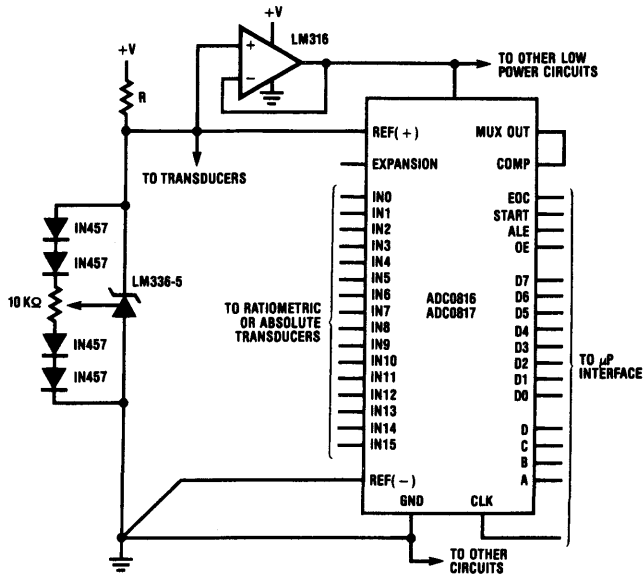 +V
LM316
+V
+
−
TO OTHER LOW
POWER CIRCUITS
R
TO TRANSDUCERS
REF(+)
MUX OUT
EXPANSION
COMP
IN0
IN1
IN2
IN3
IN4
IN5
IN6
IN7
IN8
IN9
IN10
IN11
IN12
IN13
IN14
IN15
EOC
START
ALE
OE
D7
D6
D5
D4
D3
D2
D1
D0
D
C
B
A
ADC0816
ADC0817
TO RATIOMETRIC
OR ABSOLUTE
TRANSDUCERS
TO μP
INTERFACE
IN457
IN457
LM336-5
10 KΩ
IN457
IN457
REF(−)
GND
CLK
TO OTHER
CIRCUITS